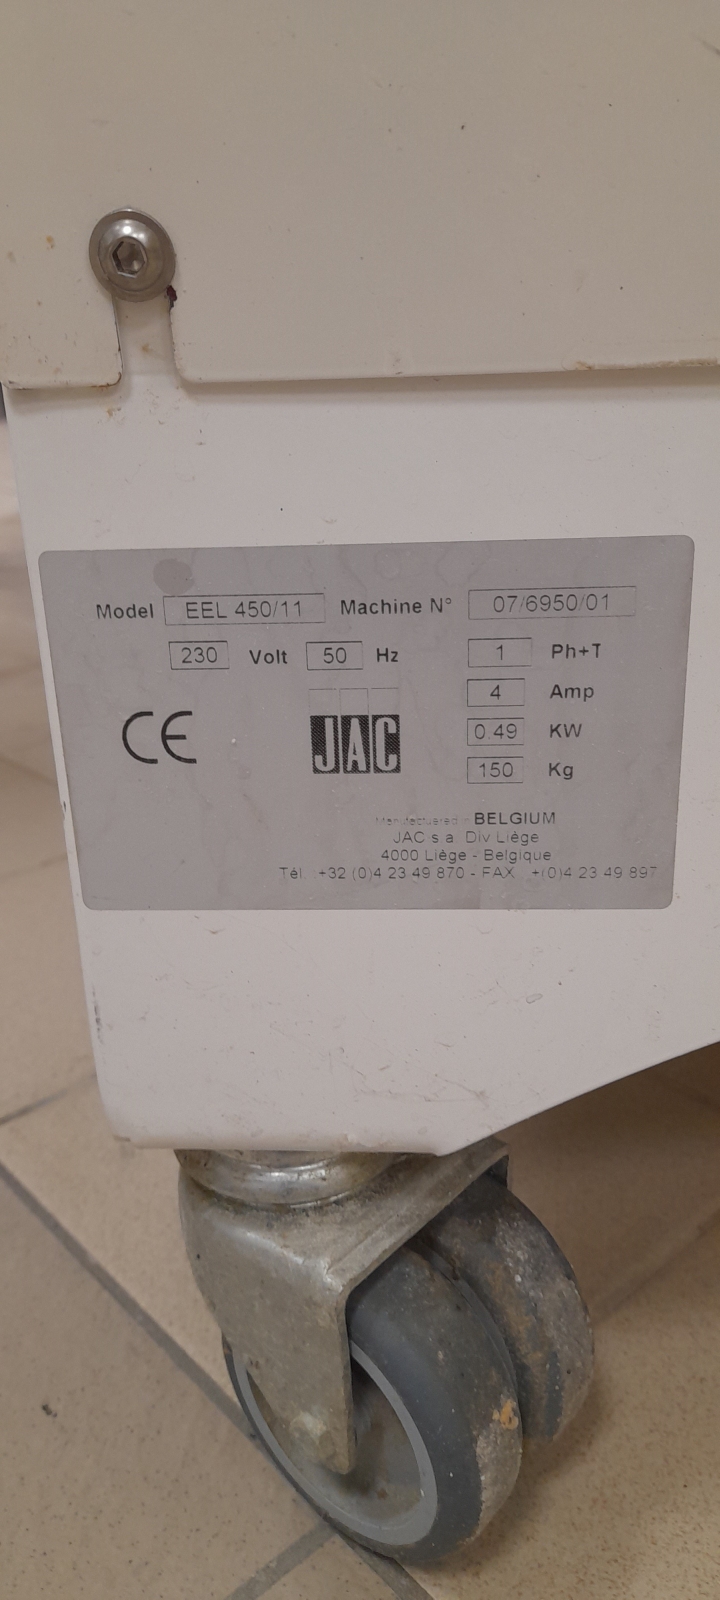 Model EEL 450/11 Machine N° 07/6950/01
230 Volt 50 Hz 1 Ph+T
4 Amp
CE JAC 0.49 KW
150 Kg
Manufactured in BELGIUM
JAC s.a. Div Liège
4000 Liège - Belgique
Tél. : +32 (0)4 23 49 870 - FAX : +(0)4 23 49 897